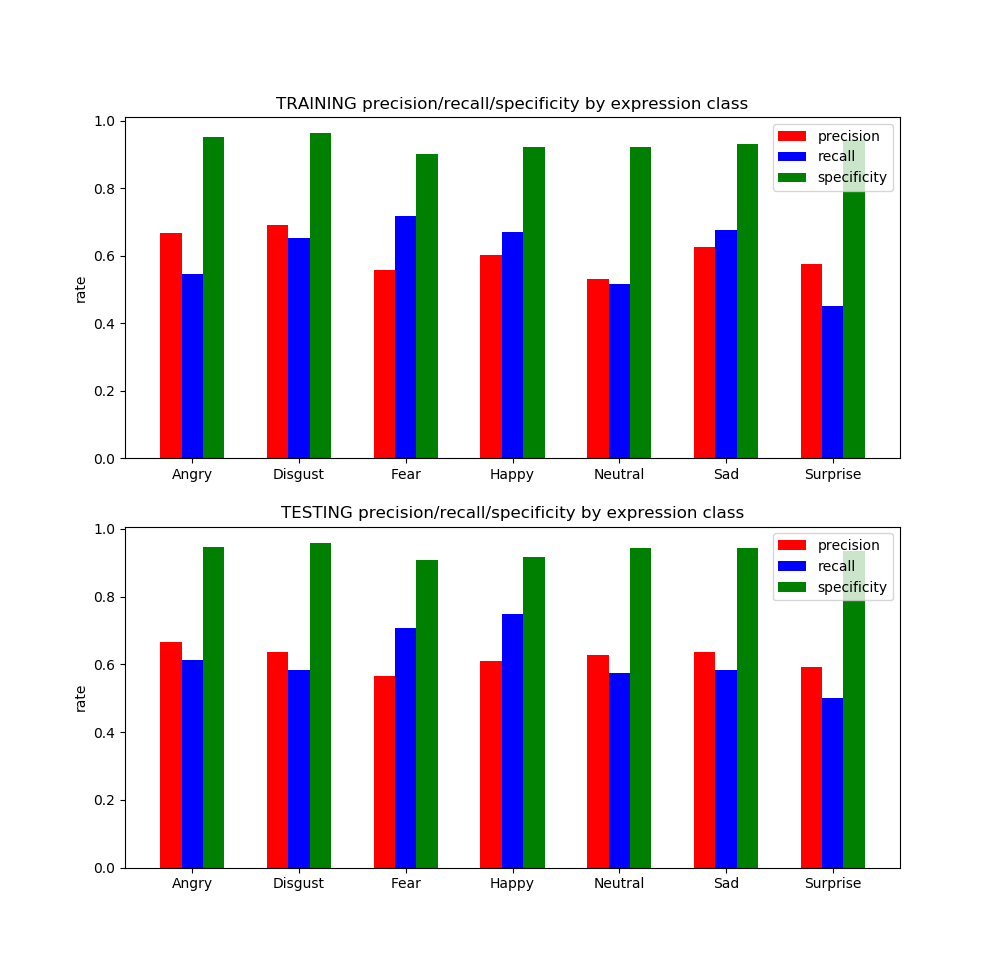 TRAINING precision/recall/specificity by expression class
1.0
0.8
0.6
0.4
0.2
0.0
rate
precision
recall
specificity
Angry Disgust Fear Happy Neutral Sad Surprise
TESTING precision/recall/specificity by expression class
1.0
0.8
0.6
0.4
0.2
0.0
rate
precision
recall
specificity
Angry Disgust Fear Happy Neutral Sad Surprise